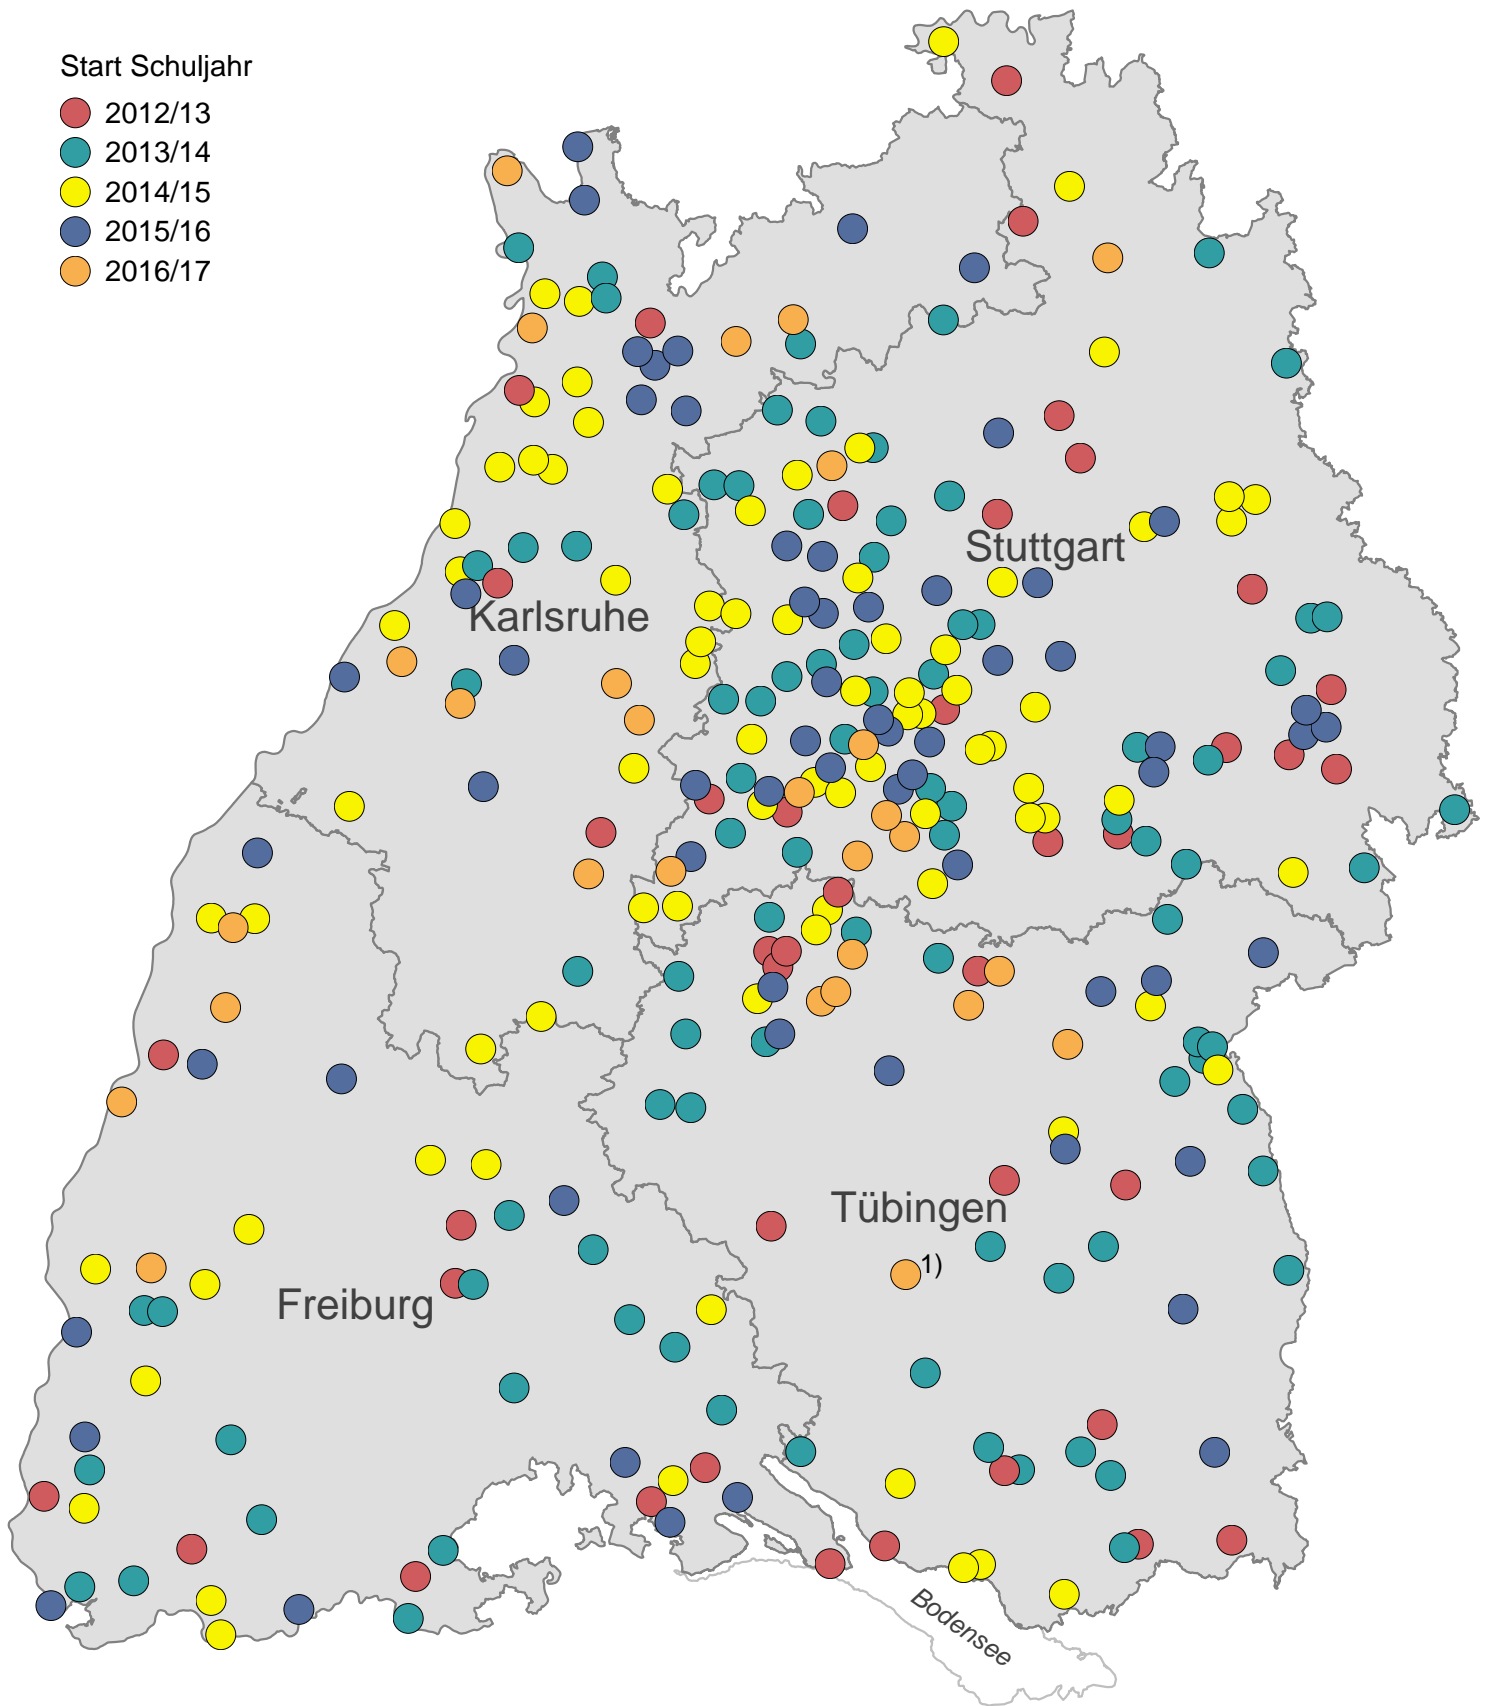 Start Schuljahr
2012/13
2013/14
2014/15
2015/16
2016/17
Stuttgart
Karlsruhe
Tübingen
1)
Freiburg
Bodensee